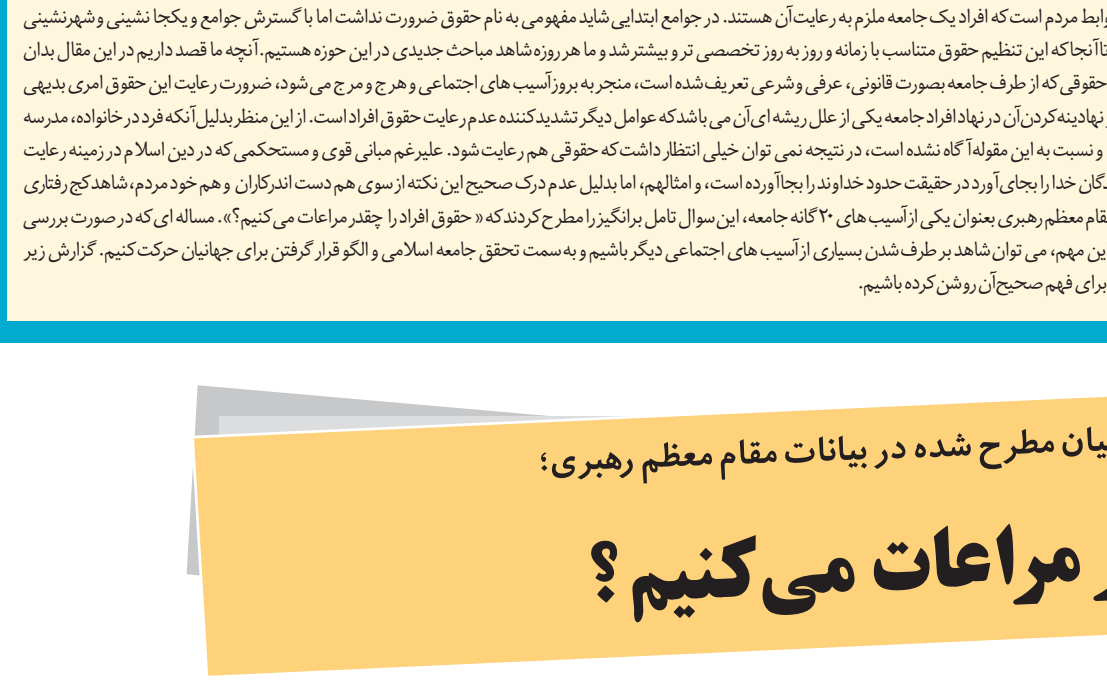 وابط مردم است که افراد یک جامعه ملزم به رعایت آن هستند. در جوامع ابتدایی شاید مفهومی به نام حقوق ضرورت نداشت اما با گسترش جوامع و یکجا نشینی و شهرنشینی
تا آنجا که این تنظیم حقوق متناسب با زمانه و روز به روز تخصصی تر و بیشتر شد و ما هر روزه شاهد مباحث جدیدی در این حوزه هستیم. آنچه ما قصد داریم در این مقال بدان
حقوقی که از طرف جامعه بصورت قانونی، عرفی و شرعی تعریف شده است، منجر به بروز آسیب های اجتماعی و هرج و مرج می شود، ضرورت رعایت این حقوق امری بدیهی
نهادینه کردن آن در نهاد افراد جامعه یکی از علل ریشه ای آن می باشد که عوامل دیگر تشدید کننده عدم رعایت حقوق افراد است. از این منظر بدلیل آنکه فرد در خانواده، مدرسه
و نسبت به این مقوله آگاه نشده است، در نتیجه نمی توان خیلی انتظار داشت که حقوقی هم رعایت شود. علیرغم مبانی قوی و مستحکمی که در دین اسلام در زمینه رعایت
خدا را بجای آورد در حقیقت حدود خداوند را بجا آورده است، و امثالهم، اما بدلیل عدم درک صحیح این نکته از سوی هم دست اندرکاران و هم خود مردم، شاهد کج رفتاری
معظم رهبری بعنوان یکی از آسیب های ۲۰ گانه جامعه، این سوال تامل برانگیز را مطرح کردند که « حقوق افراد را چقدر مراعات می کنیم؟». مساله ای که در صورت بررسی
این مهم، می توان شاهد بر طرف شدن بسیاری از آسیب های اجتماعی دیگر باشیم و به سمت تحقق جامعه اسلامی و الگو قرار گرفتن برای جهانیان حرکت کنیم. گزارش زیر
برای فهم صحیح آن روشن کرده باشیم.
مطرح شده در بیانات مقام معظم رهبری؛
مراعات می‌کنیم؟